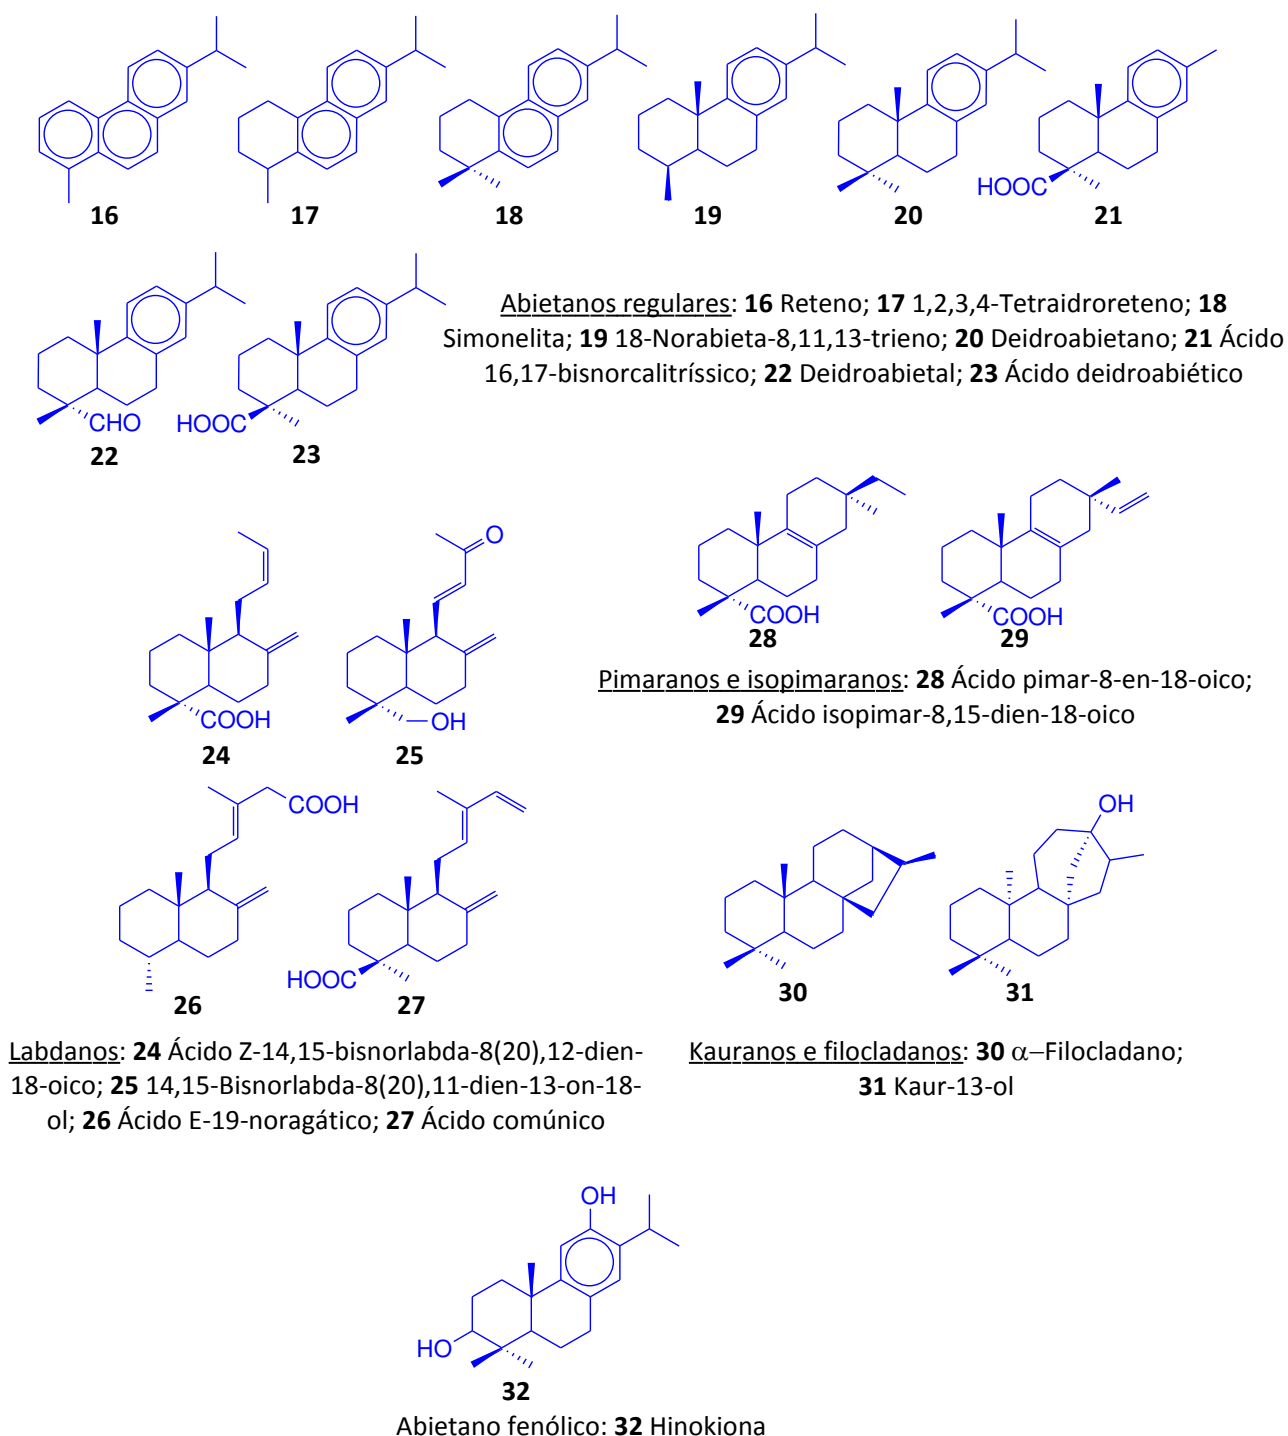 16 17 18 19 20 21
HOOC
Abietanos regulares: 16 Reteno; 17 1,2,3,4-Tetraidroreteno; 18
Simonelita; 19 18-Norabieta-8,11,13-trieno; 20 Deidroabietano; 21 Ácido
16,17-bisnorcalitríssico; 22 Deidroabietal; 23 Ácido deidroabiético
CHO
HOOC
22 23
O
COOH
OH
24 25
COOH
COOH
28 29
Pimaranos e isopimaranos: 28 Ácido pimar-8-en-18-oico;
29 Ácido isopimar-8,15-dien-18-oico
COOH
HOOC
26 27
OH
30 31
Labdanos: 24 Ácido Z-14,15-bisnorlabda-8(20),12-dien-
18-oico; 25 14,15-Bisnorlabda-8(20),11-dien-13-on-18-
ol; 26 Ácido E-19-noragático; 27 Ácido comúnico
Kauranos e filocladanos: 30 α–Filocladano;
31 Kaur-13-ol
OH
HO
32
Abietano fenólico: 32 Hinokiona